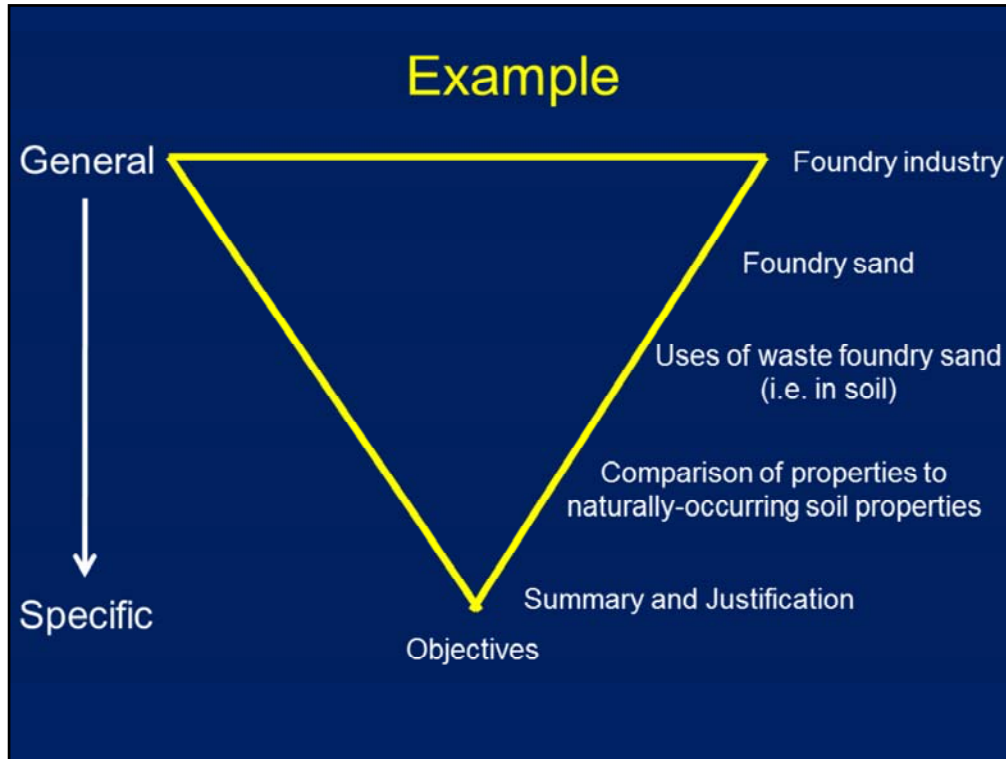 Example
General
Foundry industry
Foundry sand
Uses of waste foundry sand
(i.e. in soil)
Comparison of properties to
naturally-occurring soil properties
Specific
Summary and Justification
Objectives